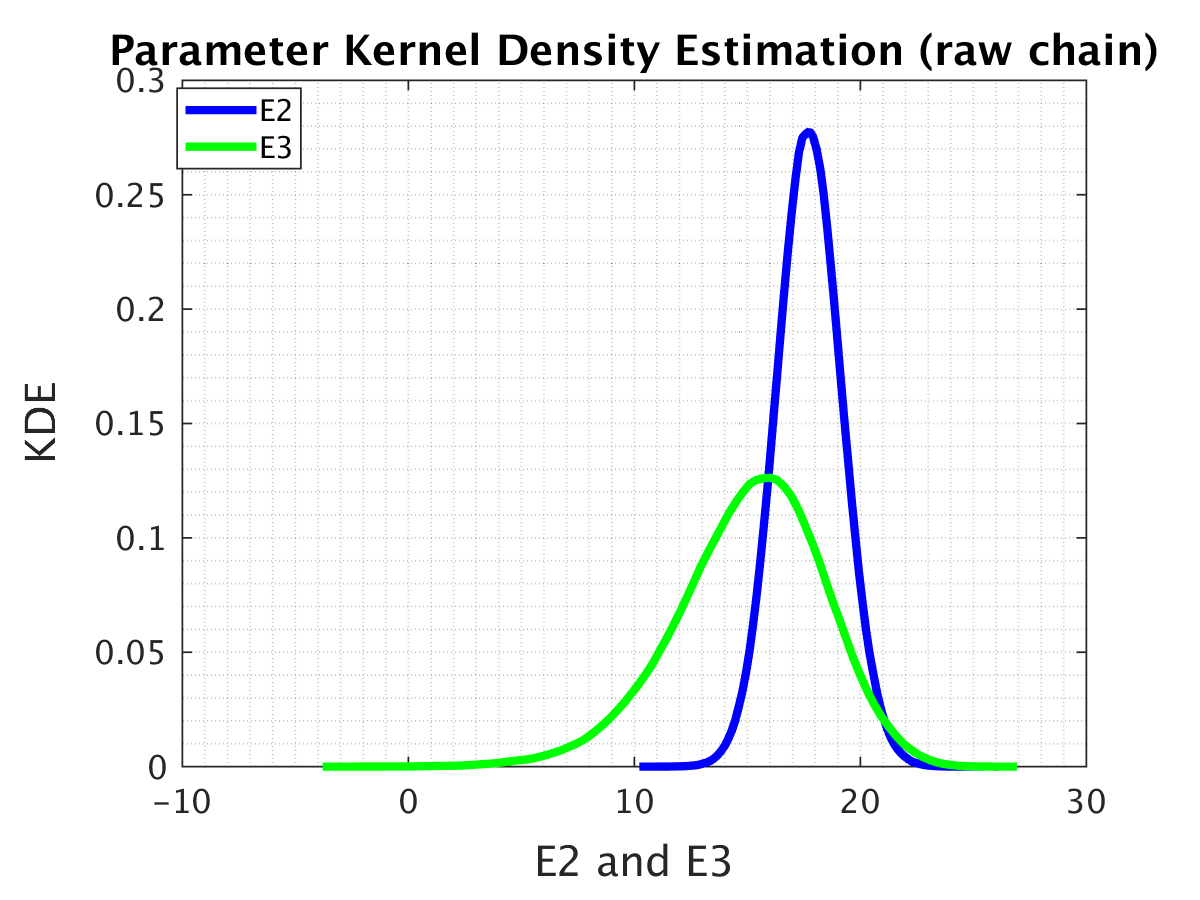 Parameter Kernel Density Estimation (raw chain)
0.3
E2
E3
0.25
0.2
KDE
0.15
0.1
0.05
0
−10 0 10 20 30
E2 and E3